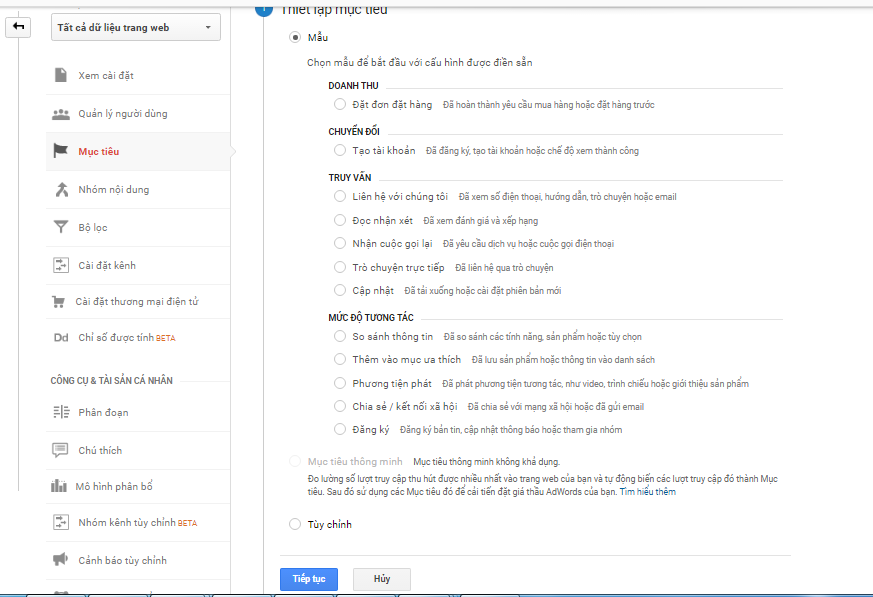 Thiết lập mục tiêu
Tất cả dữ liệu trang web
Xem cài đặt
Quản lý người dùng
Mục tiêu
Nhóm nội dung
Bộ lọc
Cài đặt kênh
Cài đặt thương mại điện tử
Dd Chỉ số được tính BETA
CÔNG CỤ & TÀI SẢN CÁ NHÂN
Phân đoạn
Chú thích
Mô hình phân bổ
Nhóm kênh tùy chỉnh BETA
Cảnh báo tùy chỉnh
Mẫu
Chọn mẫu để bắt đầu với cấu hình được điền sẵn
DOANH THU
Đặt đơn đặt hàng Đã hoàn thành yêu cầu mua hàng hoặc đặt hàng trước
CHUYỂN ĐỔI
Tạo tài khoản Đã đăng ký, tạo tài khoản hoặc chế độ xem thành công
TRUY VẤN
Liên hệ với chúng tôi Đã xem số điện thoại, hướng dẫn, trò chuyện hoặc email
Đọc nhận xét Đã xem đánh giá và xếp hạng
Nhận cuộc gọi lại Đã yêu cầu dịch vụ hoặc cuộc gọi điện thoại
Trò chuyện trực tiếp Đã liên hệ qua trò chuyện
Cập nhật Đã tải xuống hoặc cài đặt phiên bản mới
MỨC ĐỘ TƯƠNG TÁC
So sánh thông tin Đã so sánh các tính năng, sản phẩm hoặc tùy chọn
Thêm vào mục ưa thích Đã lưu sản phẩm hoặc thông tin vào danh sách
Phương tiện phát Đã phát phương tiện tương tác, như video, trình chiếu hoặc giới thiệu sản phẩm
Chia sẻ / kết nối xã hội Đã chia sẻ với mạng xã hội hoặc đã gửi email
Đăng ký Đăng ký bản tin, cập nhật thông báo hoặc tham gia nhóm
Mục tiêu thông minh Mục tiêu thông minh không khả dụng.
Đo lường số lượt truy cập thu hút được nhiều nhất vào trang web của bạn và tự động biến các lượt truy cập đó thành Mục
tiêu. Sau đó sử dụng các Mục tiêu đó để cải tiến đặt giá thầu AdWords của bạn. Tìm hiểu thêm
Tùy chỉnh
Tiếp tục
Hủy